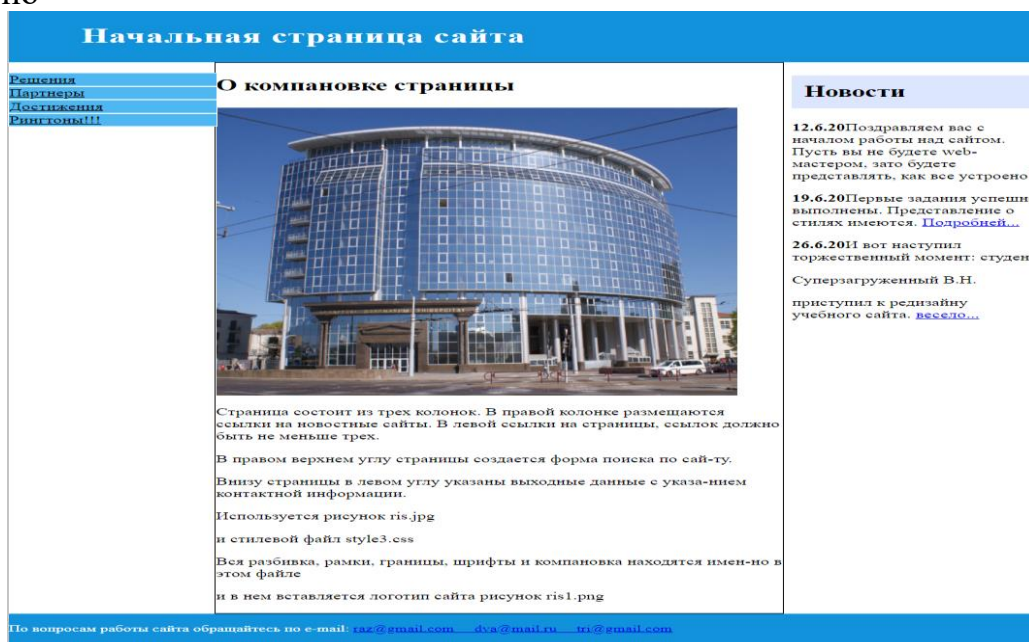 Начальная страница сайта
Решения
Партнеры
Достижения
Рингтоны!!!
О компановке страницы
Страница состоит из трех колонок. В правой колонке размещаются
ссылки на новостные сайты. В левой ссылки на страницы, ссылок должно
быть не меньше трех.
В правом верхнем углу страницы создается форма поиска по сай-ту.
Внизу страницы в левом углу указаны выходные данные с указа-нием
контактной информации.
Используется рисунок ris.jpg
и стилевой файл style3.css
Вся разбивка, рамки, границы, шрифты и компановка находятся имен-но в
этом файле
и в нем вставляется логотип сайта рисунок ris1.png
Новости
12.6.20Поздравляем вас с
началом работы над сайтом.
Пусть вы не будете web-
мастером, зато будете
представлять, как все устроено
19.6.20Первые задания успешн
выполнены. Представление о
стилях имеются. Подробней...
26.6.20И вот наступил
торжественный момент: студен
Суперзагруженный В.Н.
приступил к редизайну
учебного сайта. весело...
По вопросам работы сайта обращайтесь по e-mail: raz@gmail.com dva@mail.ru tri@gmail.com